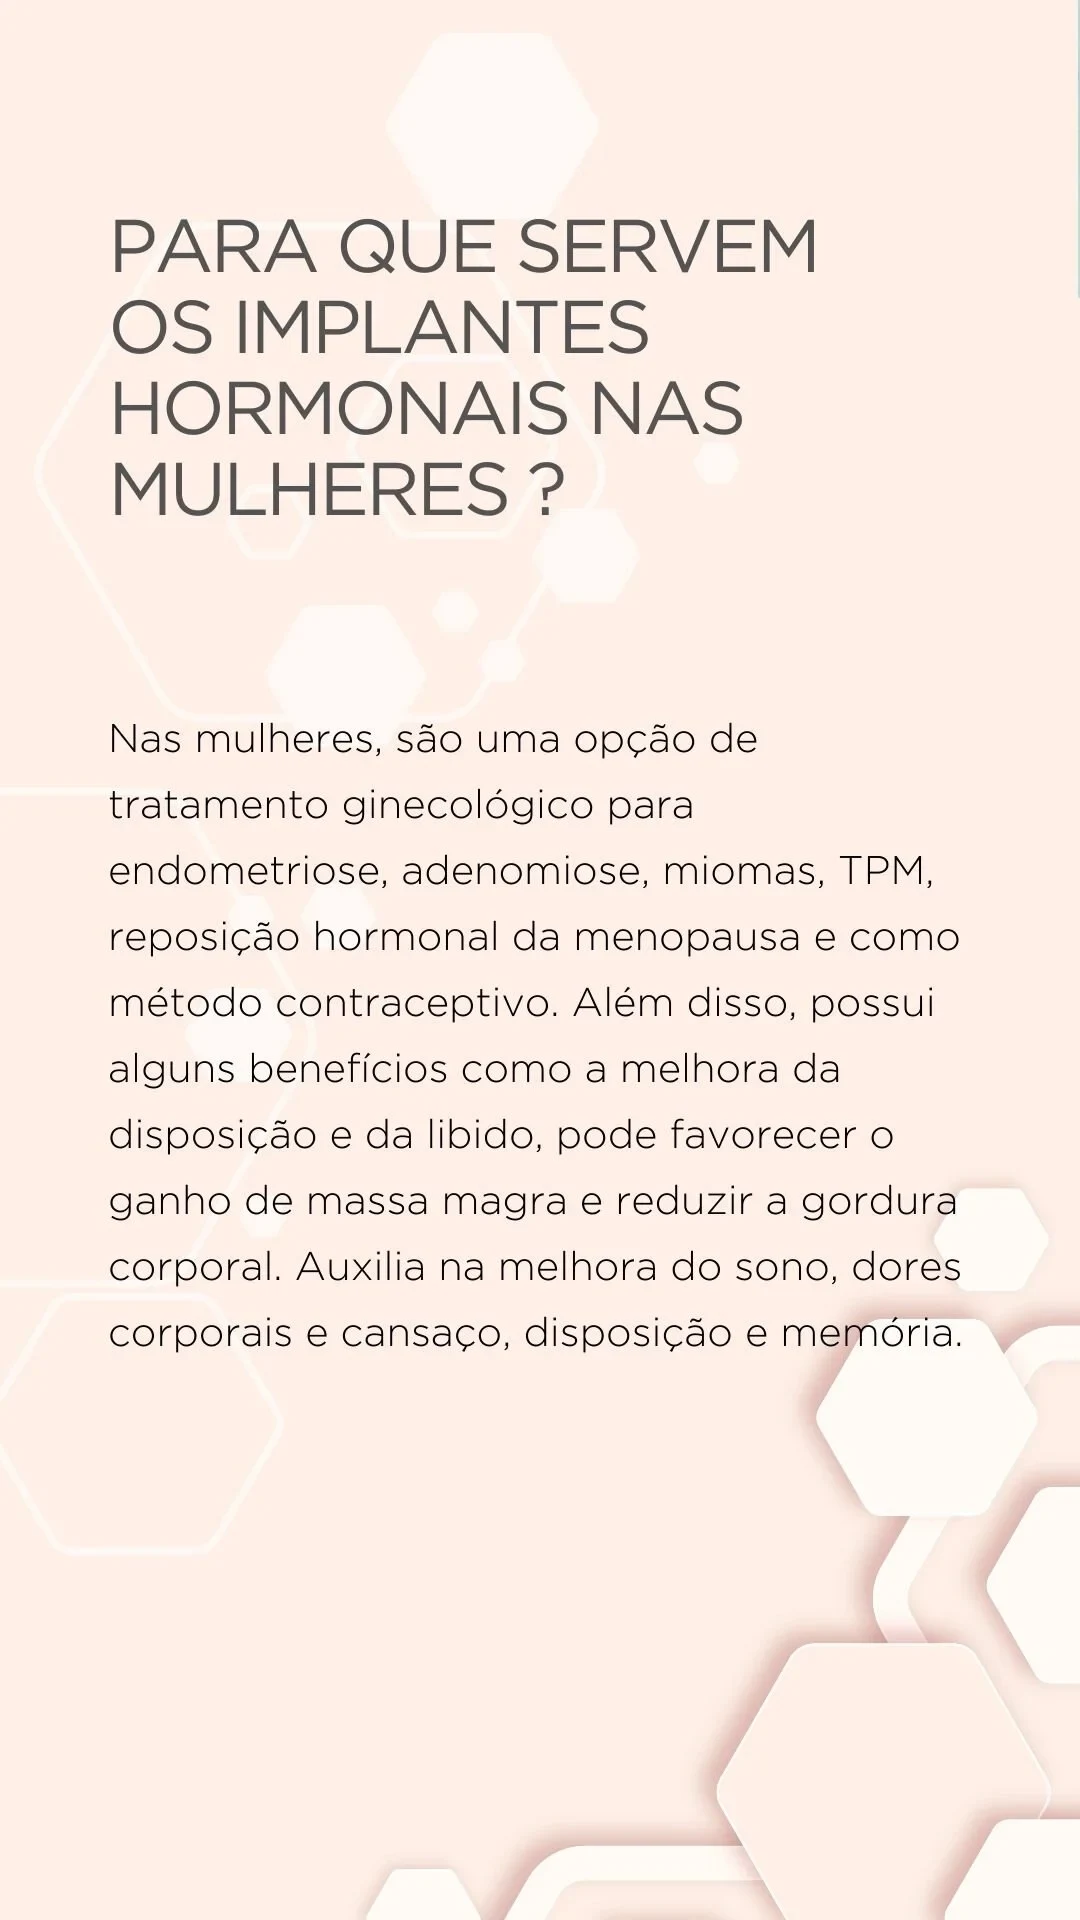 PARA QUE SERVEM
OS IMPLANTES
HORMONAIS NAS
MULHERES ?
Nas mulheres, são uma opção de
tratamento ginecológico para
endometriose, adenomiose, miomas, TPM,
reposição hormonal da menopausa e como
método contraceptivo. Além disso, possui
alguns benefícios como a melhora da
disposição e da libido, pode favorecer o
ganho de massa magra e reduzir a gordura
corporal. Auxilia na melhora do sono, dores
corporais e cansaço, disposição e memória.